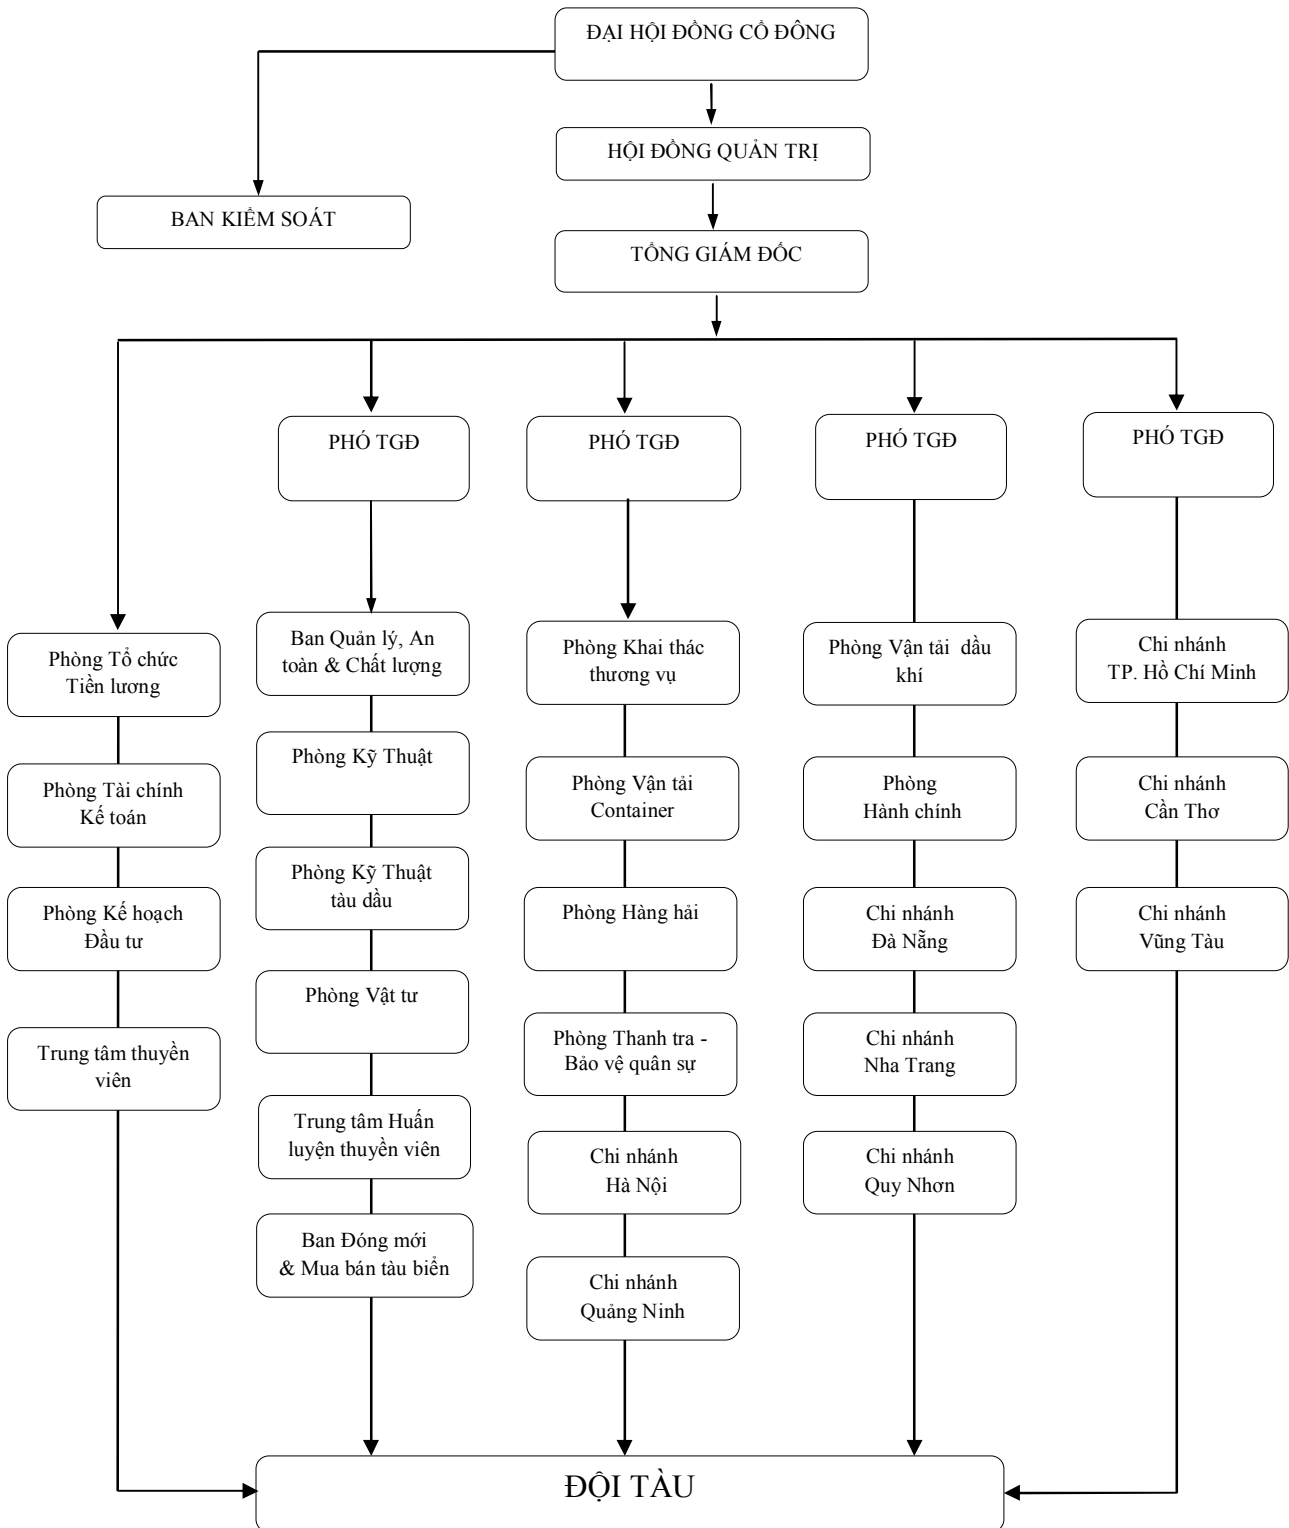 ĐẠI HỘI ĐỒNG CỔ ĐÔNG
HỘI ĐỒNG QUẢN TRỊ
BAN KIỂM SOÁT
TỔNG GIÁM ĐỐC
PHÓ TGĐ
PHÓ TGĐ
PHÓ TGĐ
PHÓ TGĐ
Phòng Tổ chức
Tiền lương
Phòng Tài chính
Kế toán
Phòng Kế hoạch
Đầu tư
Trung tâm thuyền
viên
Ban Quản lý, An
toàn & Chất lượng
Phòng Kỹ Thuật
Phòng Kỹ Thuật
tàu dầu
Phòng Vật tư
Trung tâm Huấn
luyện thuyền viên
Ban Đóng mới
& Mua bán tàu biển
Phòng Khai thác
thương vụ
Phòng Vận tải
Container
Phòng Hàng hải
Phòng Thanh tra -
Bảo vệ quân sự
Chi nhánh
Hà Nội
Chi nhánh
Quảng Ninh
Phòng Vận tải dầu
khí
Phòng
Hành chính
Chi nhánh
Đà Nẵng
Chi nhánh
Nha Trang
Chi nhánh
Quy Nhơn
Chi nhánh
TP. Hồ Chí Minh
Chi nhánh
Cần Thơ
Chi nhánh
Vũng Tàu
ĐỘI TÀU